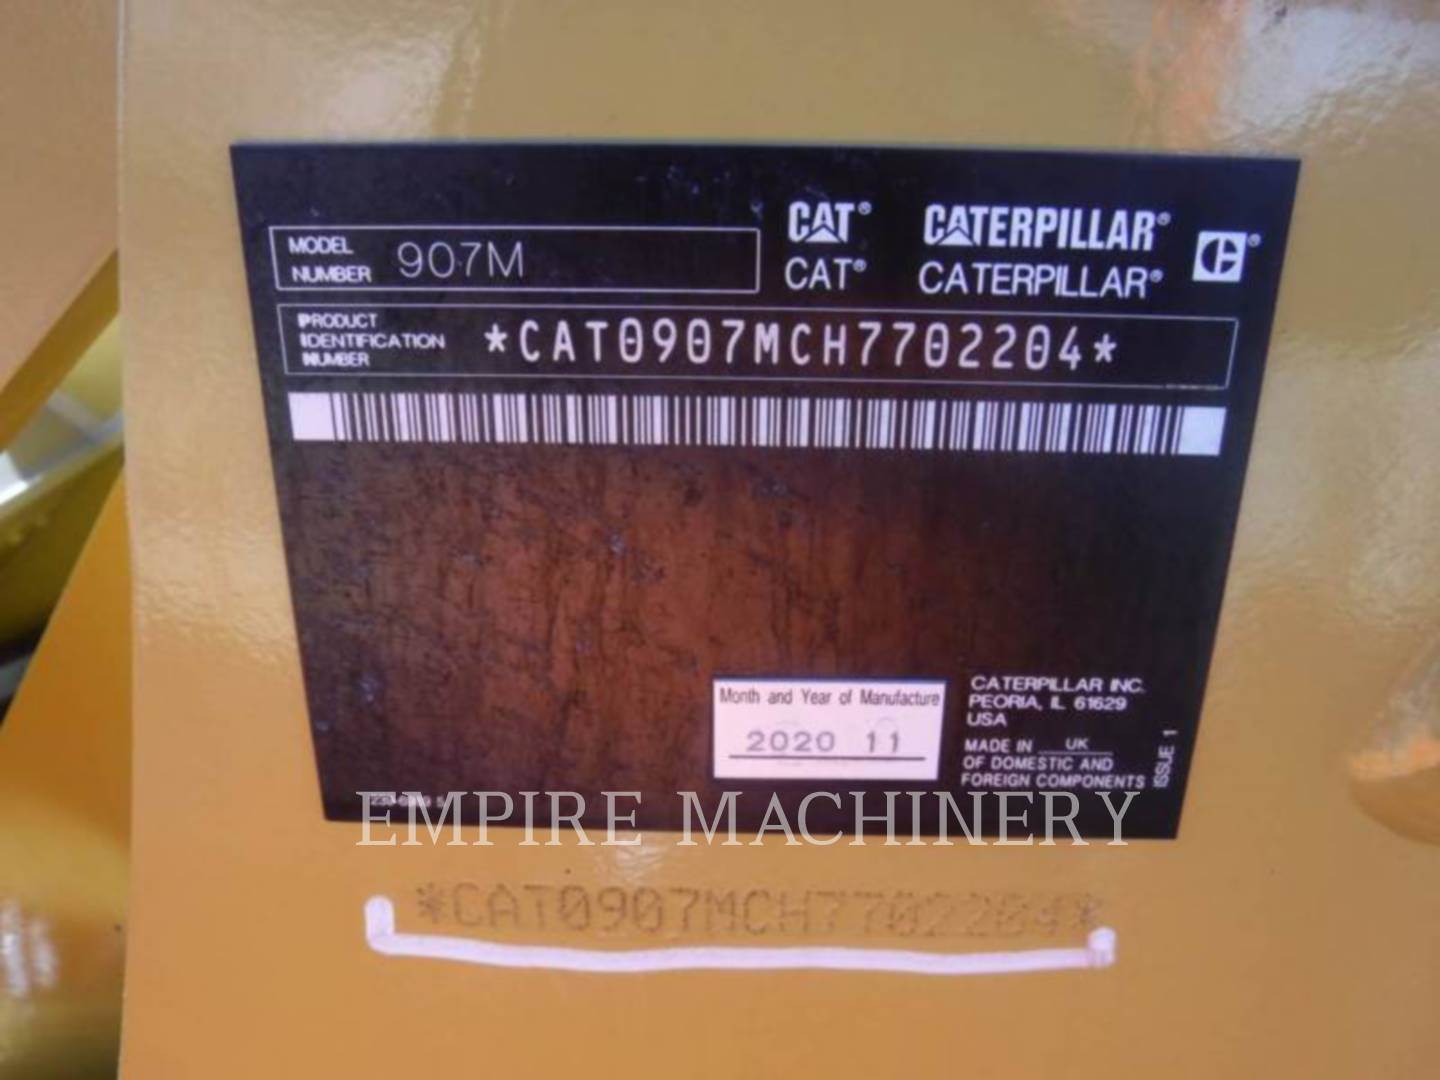 MODEL
NUMBER 907M
CAT® CATERPILLAR®
CAT® CATERPILLAR®
PRODUCT
IDENTIFICATION
NUMBER *CAT0907MCH7702204*
Month and Year of Manufacture
2020 11
CATERPILLAR INC.
PEORIA, IL 61629
USA
MADE IN UK
OF DOMESTIC AND
FOREIGN COMPONENTS
ISSUE 1
EMPIRE MACHINERY
*CAT0907MCH7702204*